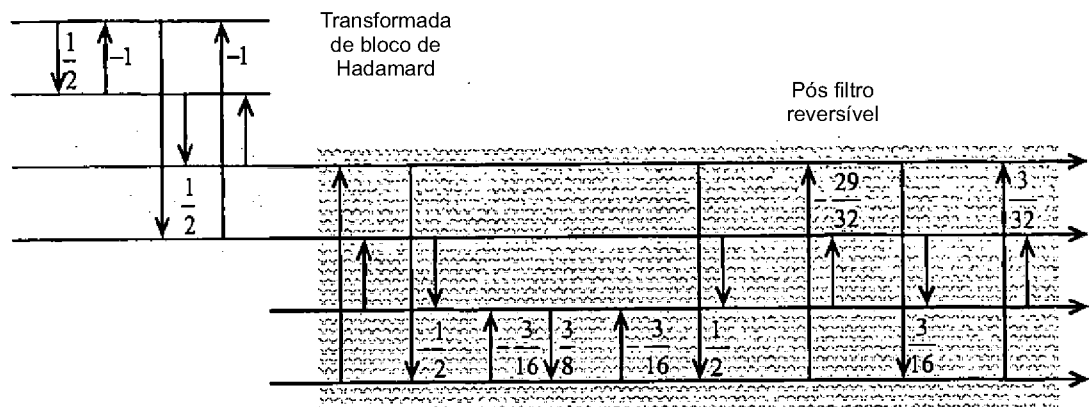 Transformada
de bloco de
Hadamard
Pós filtro
reversível
1/2
-1
-1
1/2
-29/32
3/32
-1/2
-3/16
3/8
-3/16
1/2
3/16